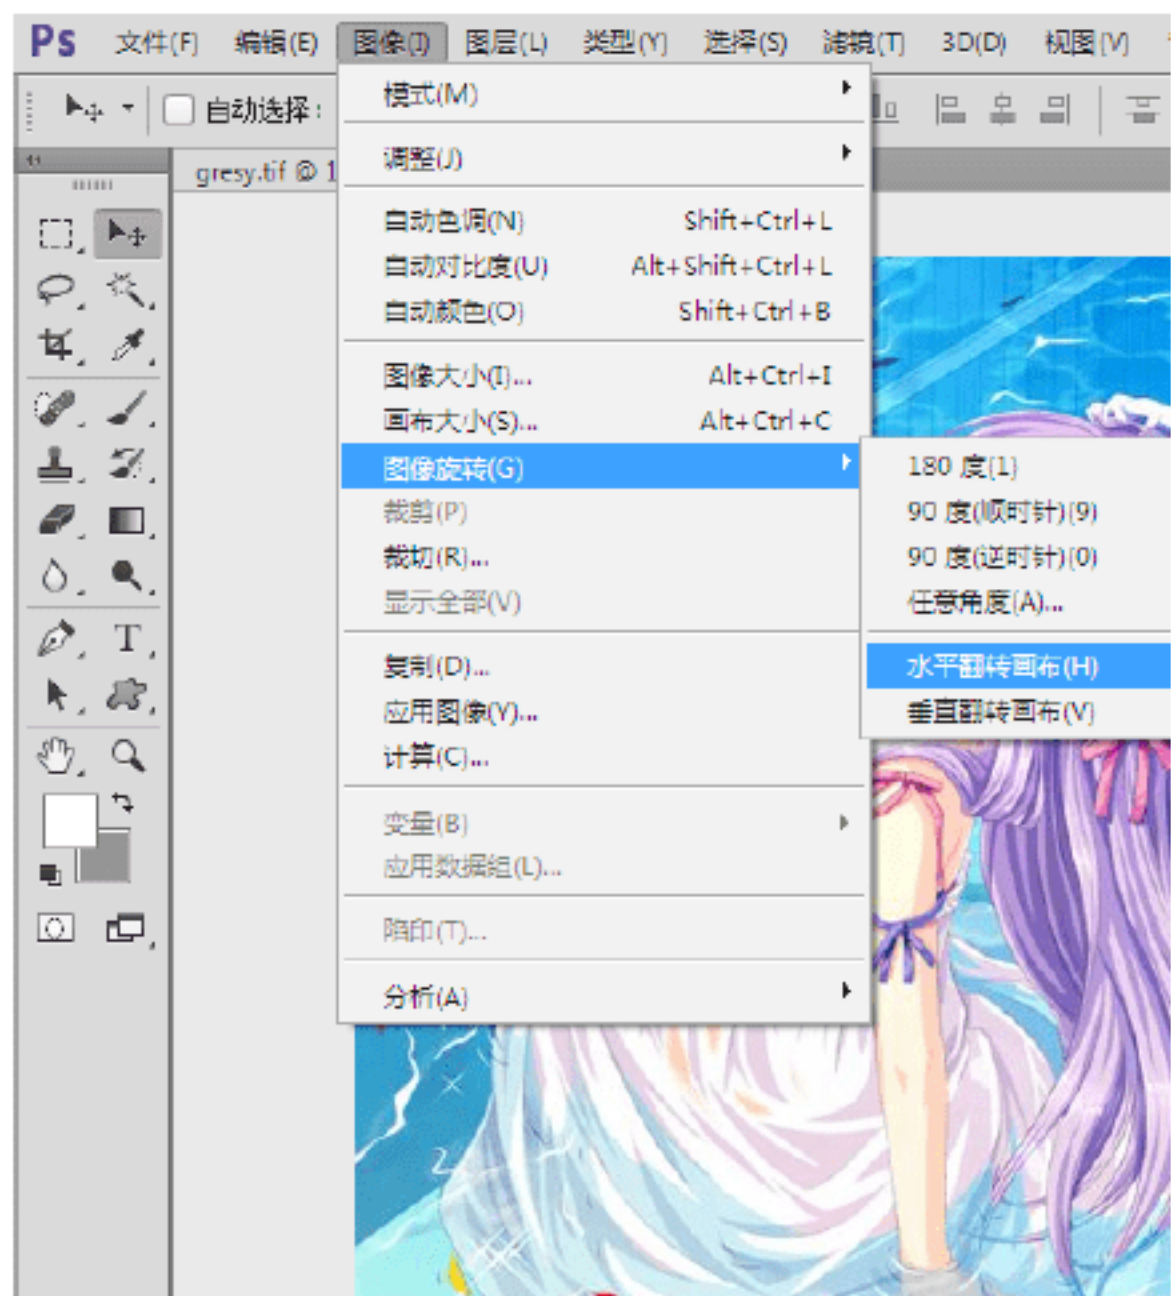 Ps 文件(F) 编辑(E) 图像(I) 图层(L) 类型(Y) 选择(S) 滤镜(T) 3D(D) 视图(V)
自动选择：
gresy.tif @ 1
模式(M)
调整(J)
自动色调(N) Shift+Ctrl+L
自动对比度(U) Alt+Shift+Ctrl+L
自动颜色(O) Shift+Ctrl+B
图像大小(I)... Alt+Ctrl+I
画布大小(S)... Alt+Ctrl+C
图像旋转(G)
裁剪(P)
裁切(R)...
显示全部(V)
复制(D)...
应用图像(Y)...
计算(C)...
变量(B)
应用数据组(L)...
陷印(T)...
分析(A)
180 度(1)
90 度(顺时针)(9)
90 度(逆时针)(0)
任意角度(A)...
水平翻转画布(H)
垂直翻转画布(V)